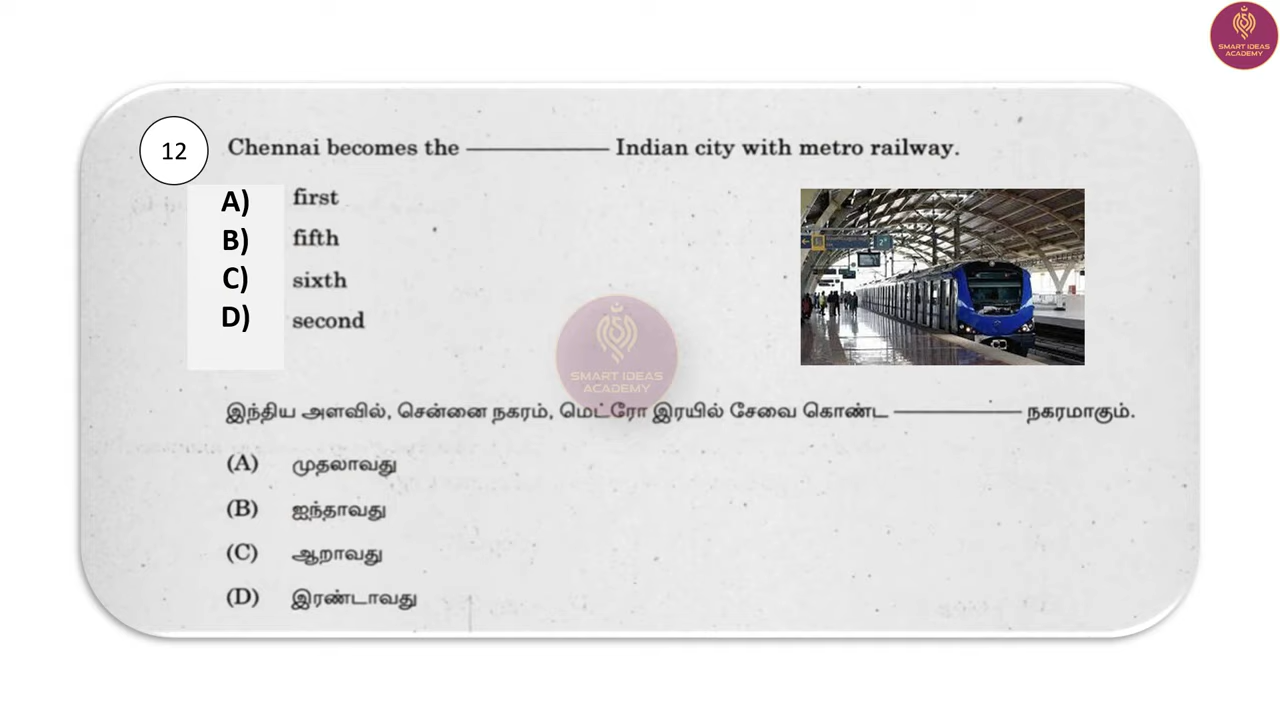 SMART IDEAS
ACADEMY
12
Chennai becomes the ———— Indian city with metro railway.
A) first
B) fifth
C) sixth
D) second
SMART IDEAS
ACADEMY
இந்திய அளவில், சென்னை நகரம், மெட்ரோ இரயில் சேவை கொண்ட ———— நகரமாகும்.
(A) முதலாவது
(B) ஐந்தாவது
(C) ஆறாவது
(D) இரண்டாவது